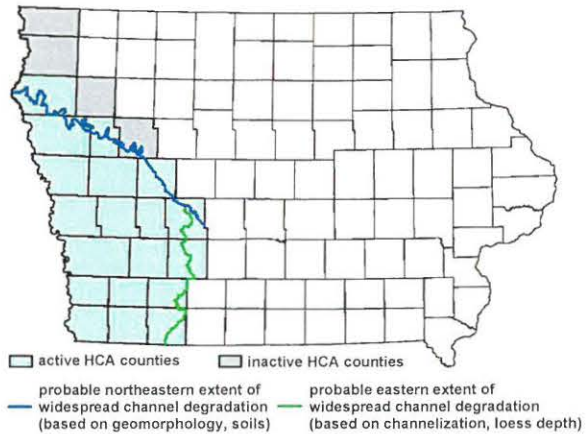 active HCA counties
inactive HCA counties
probable northeastern extent of
widespread channel degradation
(based on geomorphology, soils)
probable eastern extent of
widespread channel degradation
(based on channelization, loess depth)